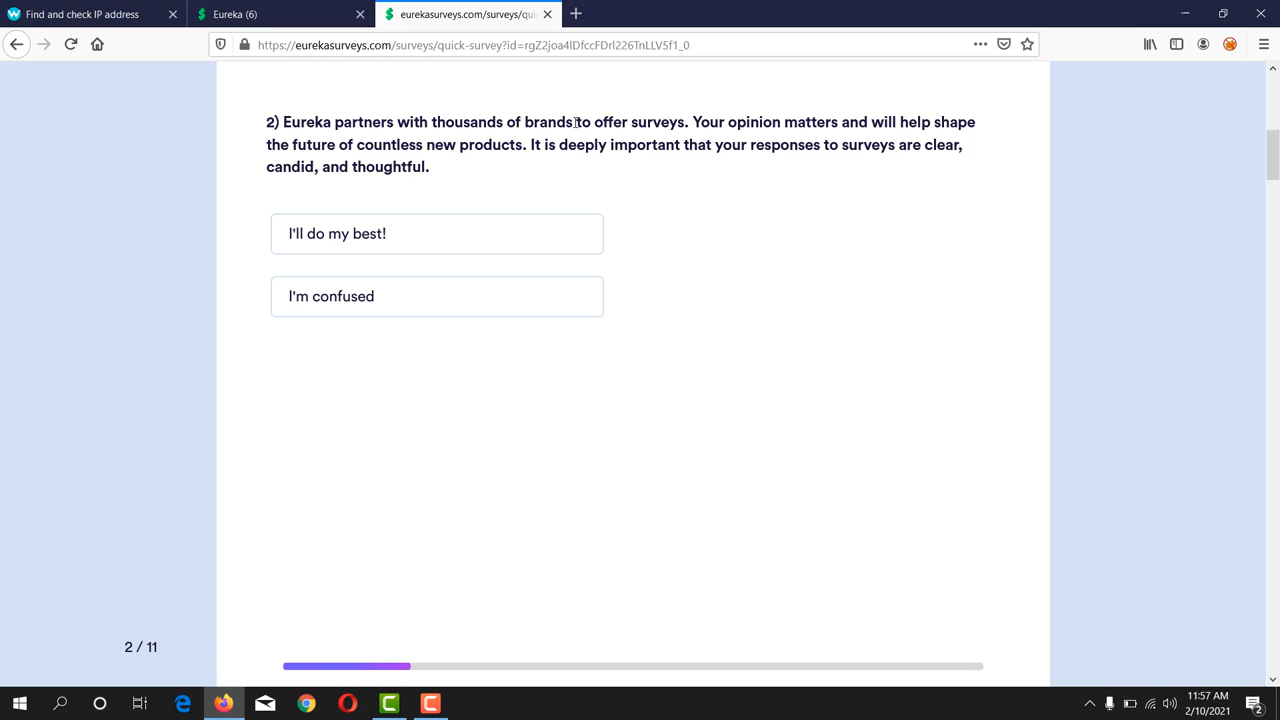 Find and check IP address
Eureka (6)
eurekasurveys.com/surveys/qui
https://eurekasurveys.com/surveys/quick-survey?id=rgZ2joa4lDfccFDrl226TnLLV5f1_0
2) Eureka partners with thousands of brands to offer surveys. Your opinion matters and will help shape
the future of countless new products. It is deeply important that your responses to surveys are clear,
candid, and thoughtful.
I'll do my best!
I'm confused
2 / 11
11:57 AM
2/10/2021
2